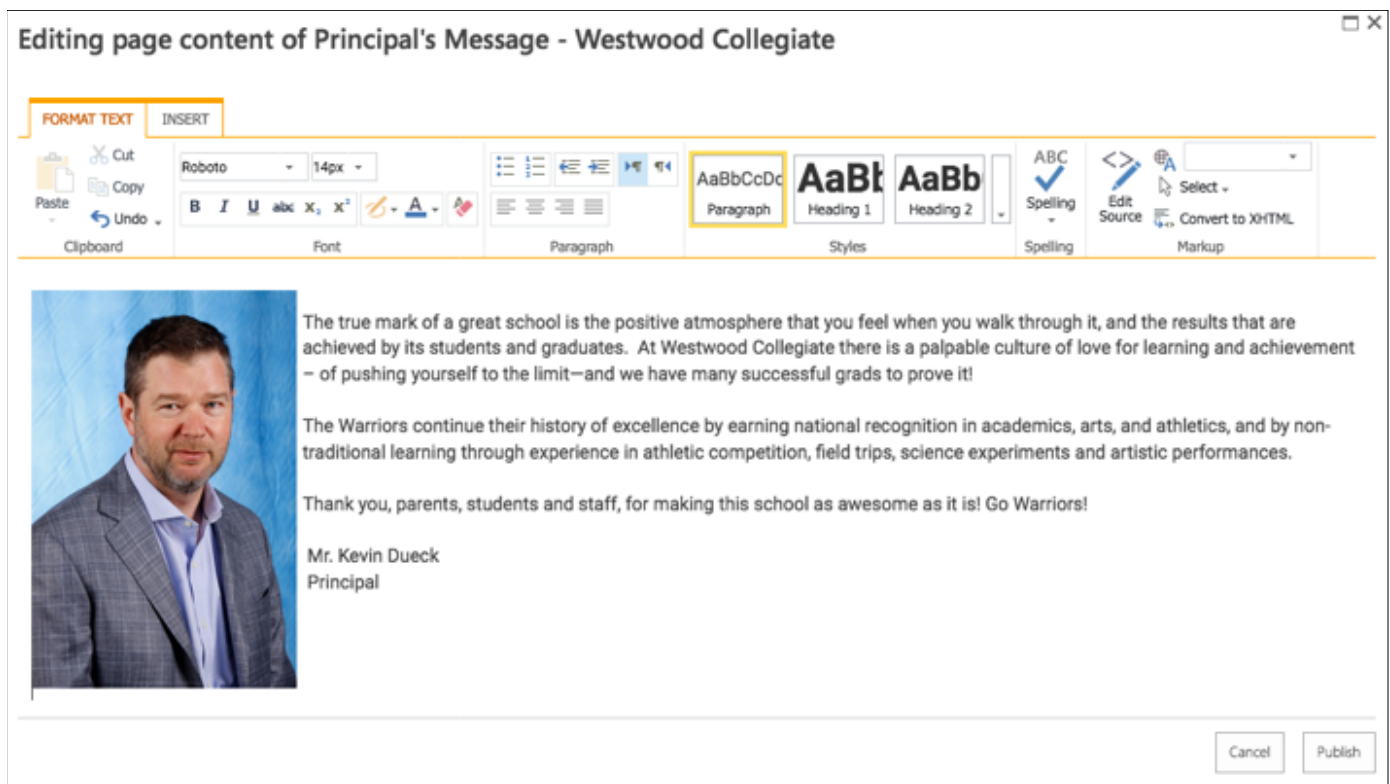 Editing page content of Principal's Message - Westwood Collegiate
FORMAT TEXT INSERT
Paste
Cut
Copy
Undo
Clipboard
Roboto 14px
B I U abc x₂ x² A
Font
Paragraph
AaBbCcDc AaBb AaBb
Paragraph Heading 1 Heading 2
Styles
ABC
Spelling
Spelling
Edit
Source
Select
Convert to XHTML
Markup
The true mark of a great school is the positive atmosphere that you feel when you walk through it, and the results that are
achieved by its students and graduates. At Westwood Collegiate there is a palpable culture of love for learning and achievement
– of pushing yourself to the limit—and we have many successful grads to prove it!
The Warriors continue their history of excellence by earning national recognition in academics, arts, and athletics, and by non-
traditional learning through experience in athletic competition, field trips, science experiments and artistic performances.
Thank you, parents, students and staff, for making this school as awesome as it is! Go Warriors!
Mr. Kevin Dueck
Principal
Cancel Publish